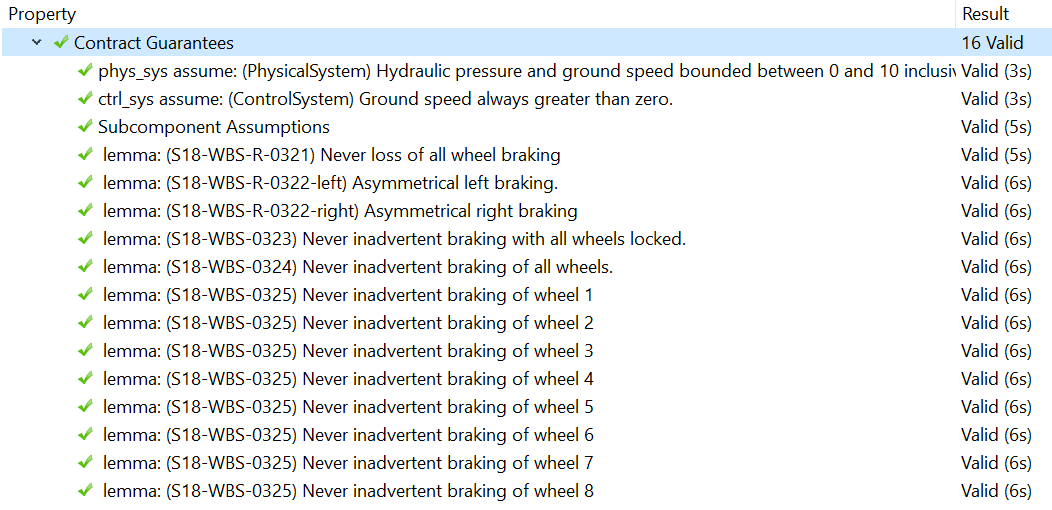 Property Result
Contract Guarantees 16 Valid
phys_sys assume: (PhysicalSystem) Hydraulic pressure and ground speed bounded between 0 and 10 inclusiv Valid (3s)
ctrl_sys assume: (ControlSystem) Ground speed always greater than zero. Valid (3s)
Subcomponent Assumptions Valid (5s)
lemma: (S18-WBS-R-0321) Never loss of all wheel braking Valid (5s)
lemma: (S18-WBS-R-0322-left) Asymmetrical left braking. Valid (6s)
lemma: (S18-WBS-R-0322-right) Asymmetrical right braking Valid (6s)
lemma: (S18-WBS-0323) Never inadvertent braking with all wheels locked. Valid (6s)
lemma: (S18-WBS-0324) Never inadvertent braking of all wheels. Valid (6s)
lemma: (S18-WBS-0325) Never inadvertent braking of wheel 1 Valid (6s)
lemma: (S18-WBS-0325) Never inadvertent braking of wheel 2 Valid (6s)
lemma: (S18-WBS-0325) Never inadvertent braking of wheel 3 Valid (6s)
lemma: (S18-WBS-0325) Never inadvertent braking of wheel 4 Valid (6s)
lemma: (S18-WBS-0325) Never inadvertent braking of wheel 5 Valid (6s)
lemma: (S18-WBS-0325) Never inadvertent braking of wheel 6 Valid (6s)
lemma: (S18-WBS-0325) Never inadvertent braking of wheel 7 Valid (6s)
lemma: (S18-WBS-0325) Never inadvertent braking of wheel 8 Valid (6s)